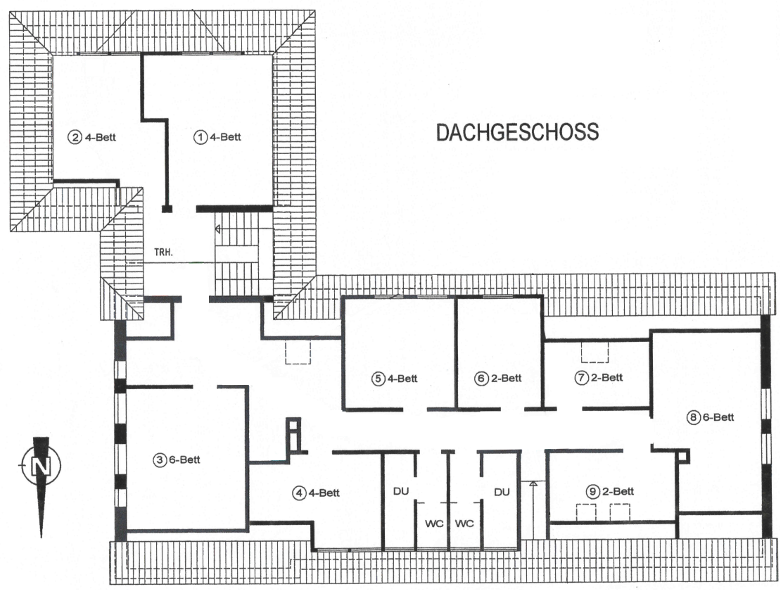 DACHGESCHOSS
2 4-Bett
1 4-Bett
TRH.
5 4-Bett
6 2-Bett
7 2-Bett
8 6-Bett
3 6-Bett
4 4-Bett
DU
DU
9 2-Bett
WC
WC
N